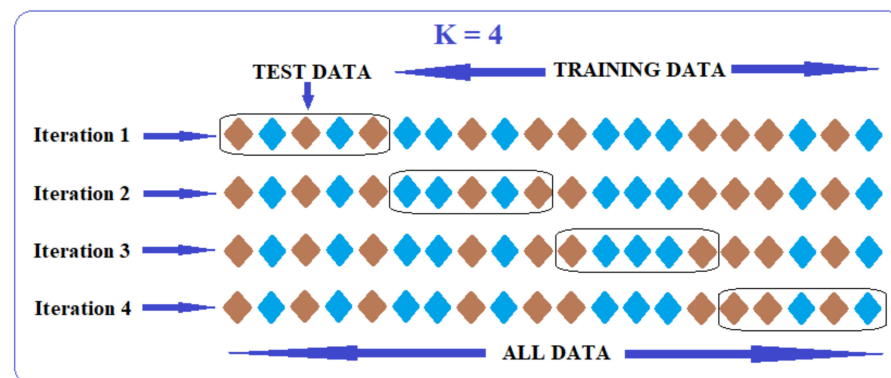 K = 4
TEST DATA
TRAINING DATA
Iteration 1
Iteration 2
Iteration 3
Iteration 4
ALL DATA